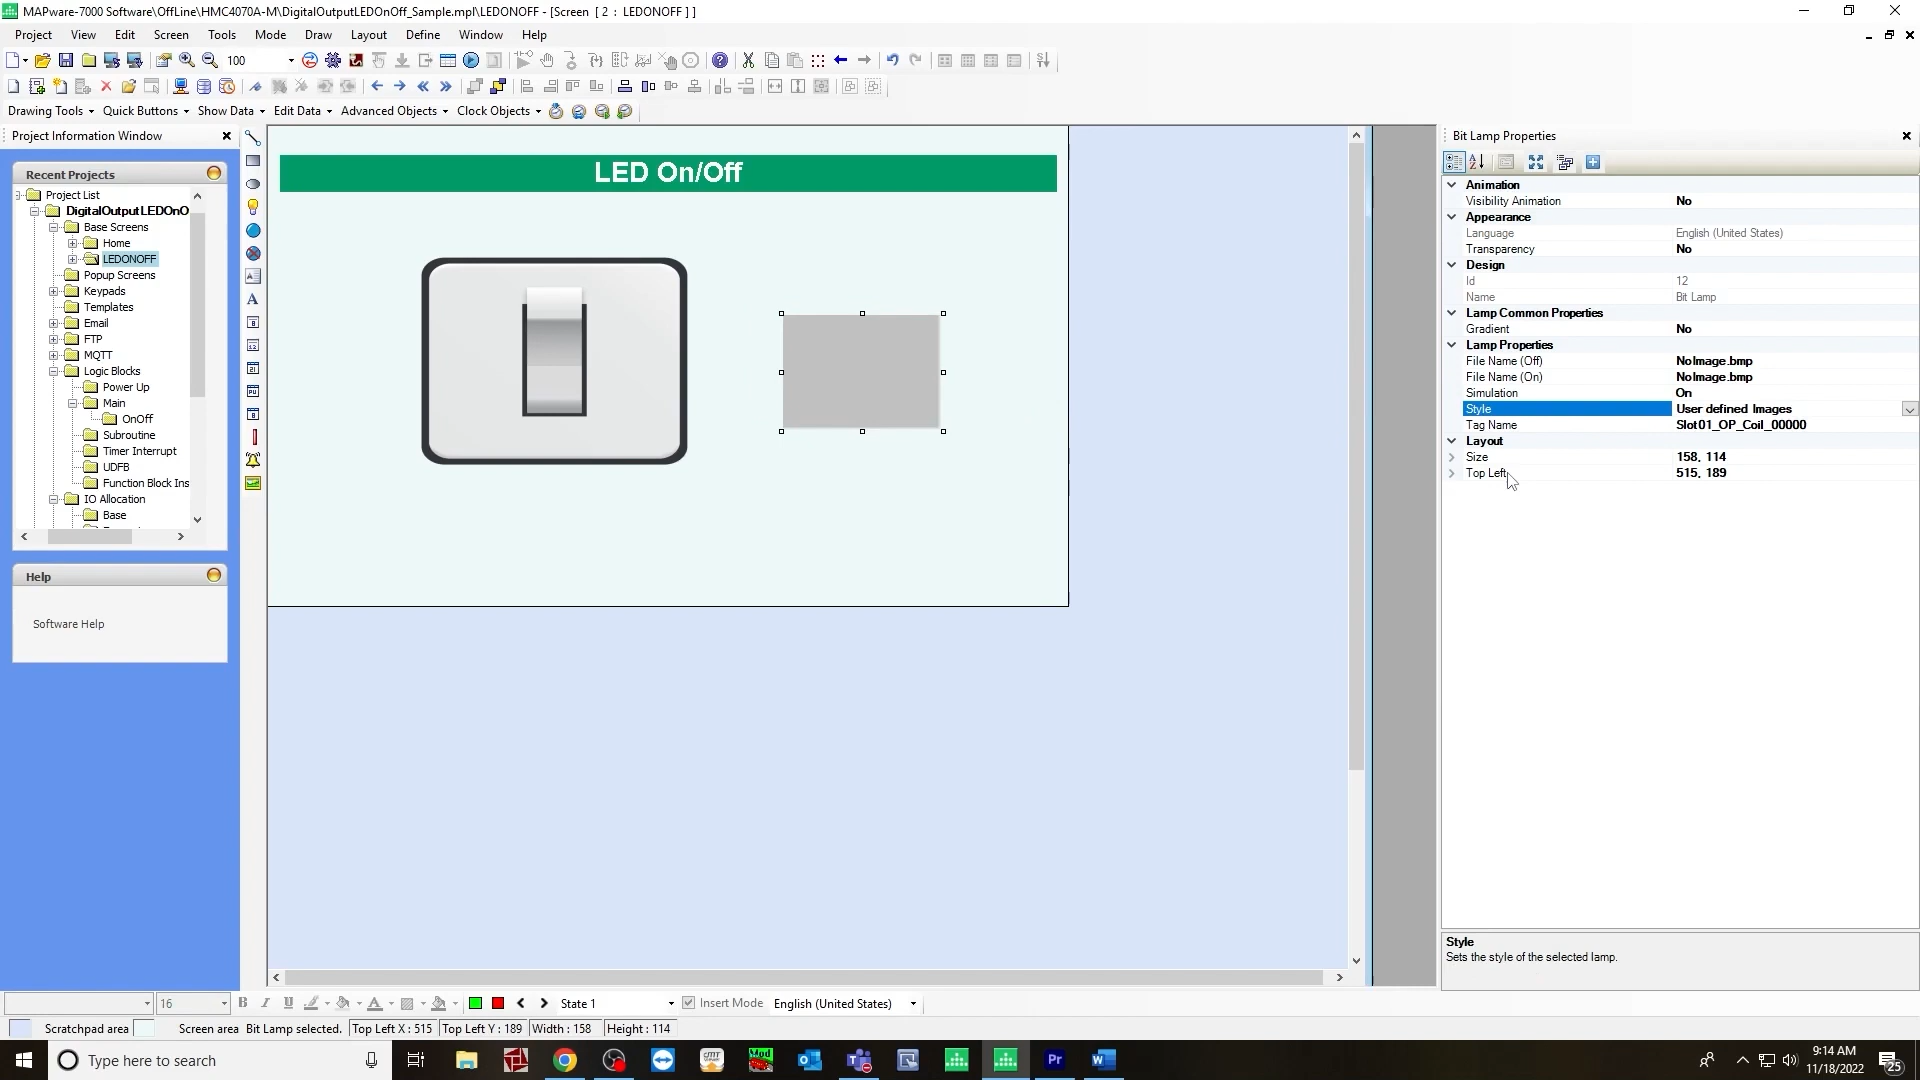 MAPware-7000 Software\OffLine\HMC4070A-M\DigitalOutputLEDOnOff_Sample.mpl\LEDONOFF - [Screen [ 2 : LEDONOFF ] ]
Project View Edit Screen Tools Mode Draw Layout Define Window Help
100
Drawing Tools Quick Buttons Show Data Edit Data Advanced Objects Clock Objects
Project Information Window
Recent Projects
Project List
DigitalOutputLEDOnO
Base Screens
Home
LEDONOFF
Popup Screens
Templates
Keypads
Email
FTP
MQTT
Logic Blocks
Power Up
Main
OnOff
Subroutine
Timer Interrupt
UDFB
Function Block Ins
IO Allocation
Base
Help
Software Help
LED On/Off
Bit Lamp Properties
Animation
Visibility Animation No
Appearance
Language English (United States)
Transparency No
Design
Id 12
Name Bit Lamp
Lamp Common Properties
Gradient No
Lamp Properties
File Name (Off) NoImage.bmp
File Name (On) NoImage.bmp
Simulation On
Style User defined Images
Tag Name Slot01_OP_Coil_00000
Layout
Size 158, 114
Top Left 515, 189
Style
Sets the style of the selected lamp.
16 B I U A State 1 Insert Mode English (United States)
Scratchpad area Screen area Bit Lamp selected. Top Left X : 515 Top Left Y : 189 Width : 158 Height : 114
Type here to search
9:14 AM
11/18/2022
25